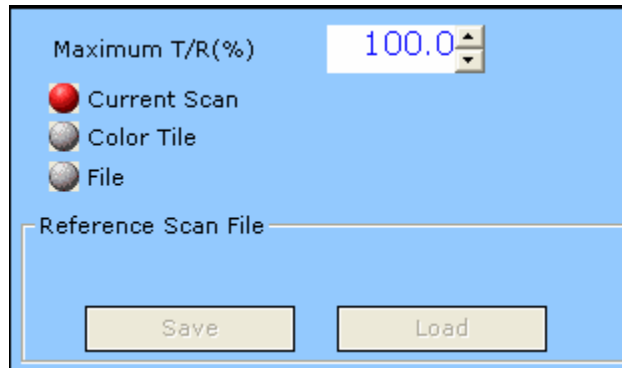 Maximum T/R(%) 100.0
Current Scan
Color Tile
File
Reference Scan File
Save Load